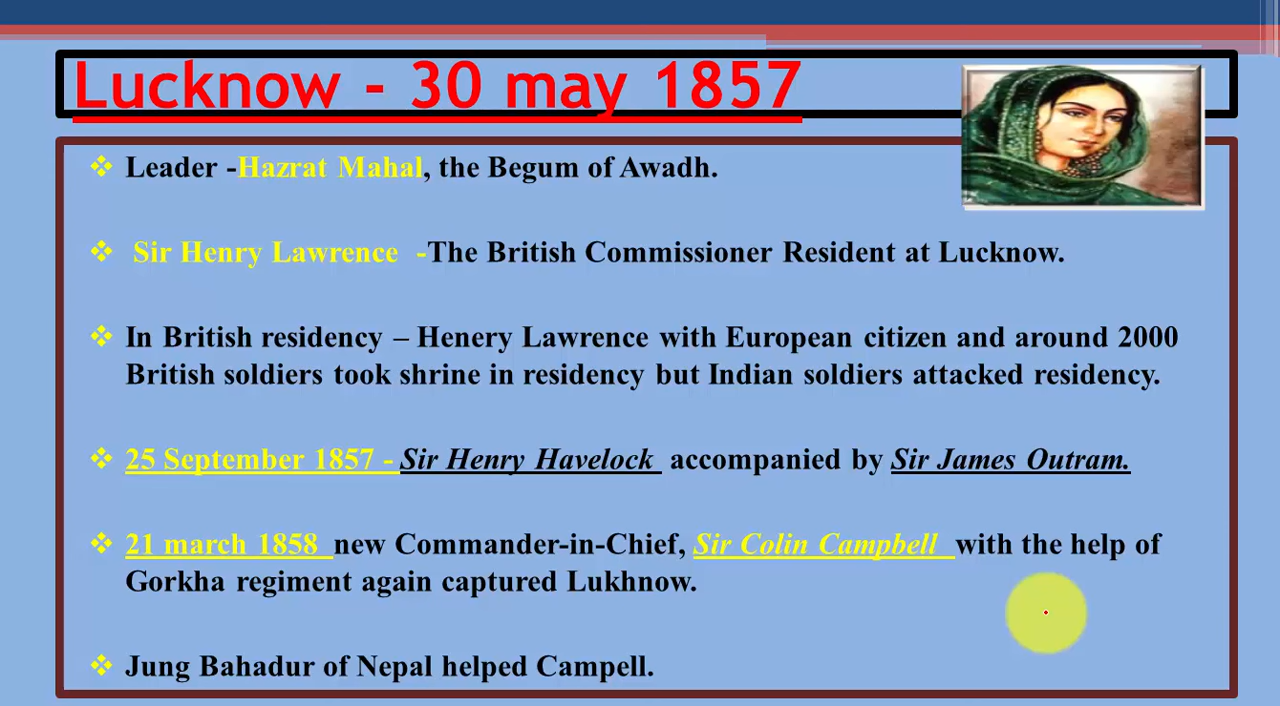 Lucknow - 30 may 1857
❖ Leader -Hazrat Mahal, the Begum of Awadh.
❖ Sir Henry Lawrence -The British Commissioner Resident at Lucknow.
❖ In British residency – Henery Lawrence with European citizen and around 2000
British soldiers took shrine in residency but Indian soldiers attacked residency.
❖ 25 September 1857 - Sir Henry Havelock accompanied by Sir James Outram.
❖ 21 march 1858 new Commander-in-Chief, Sir Colin Campbell with the help of
Gorkha regiment again captured Lukhnow.
❖ Jung Bahadur of Nepal helped Campell.